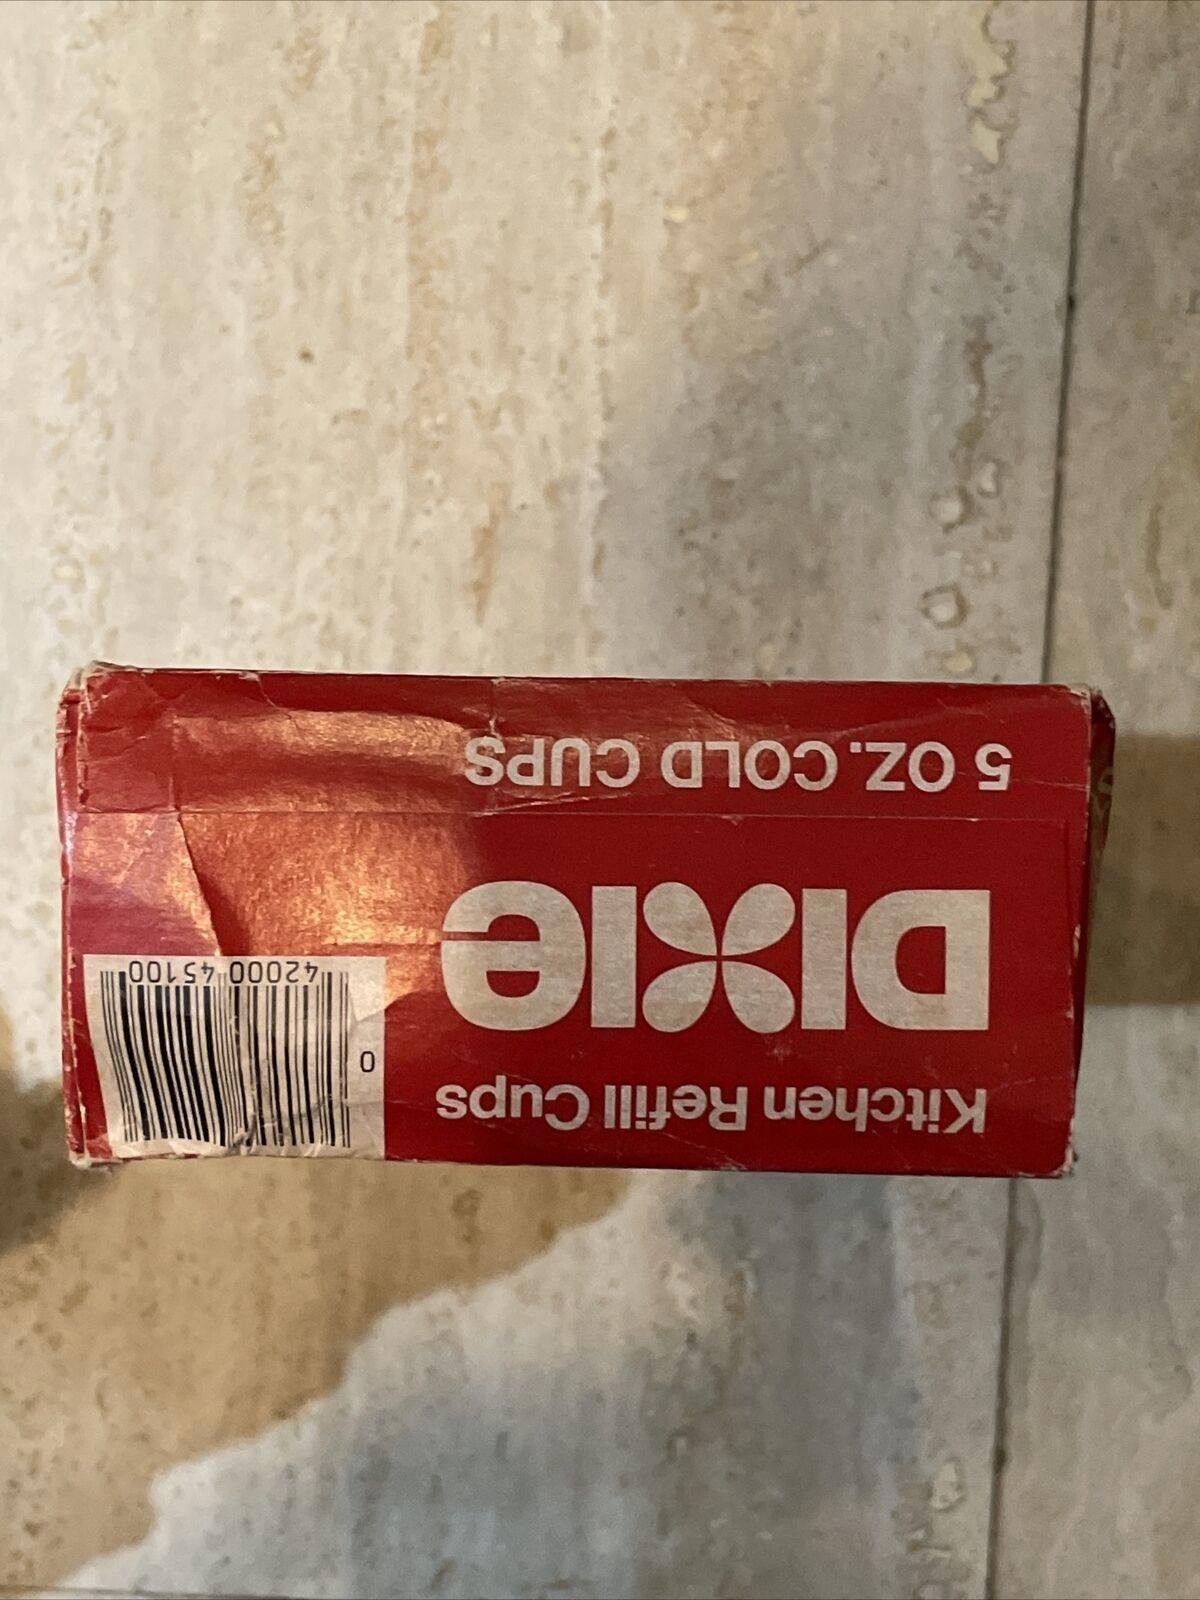 Kitchen Refill Cups
DIXIE
5 OZ. COLD CUPS
0
42000 45100